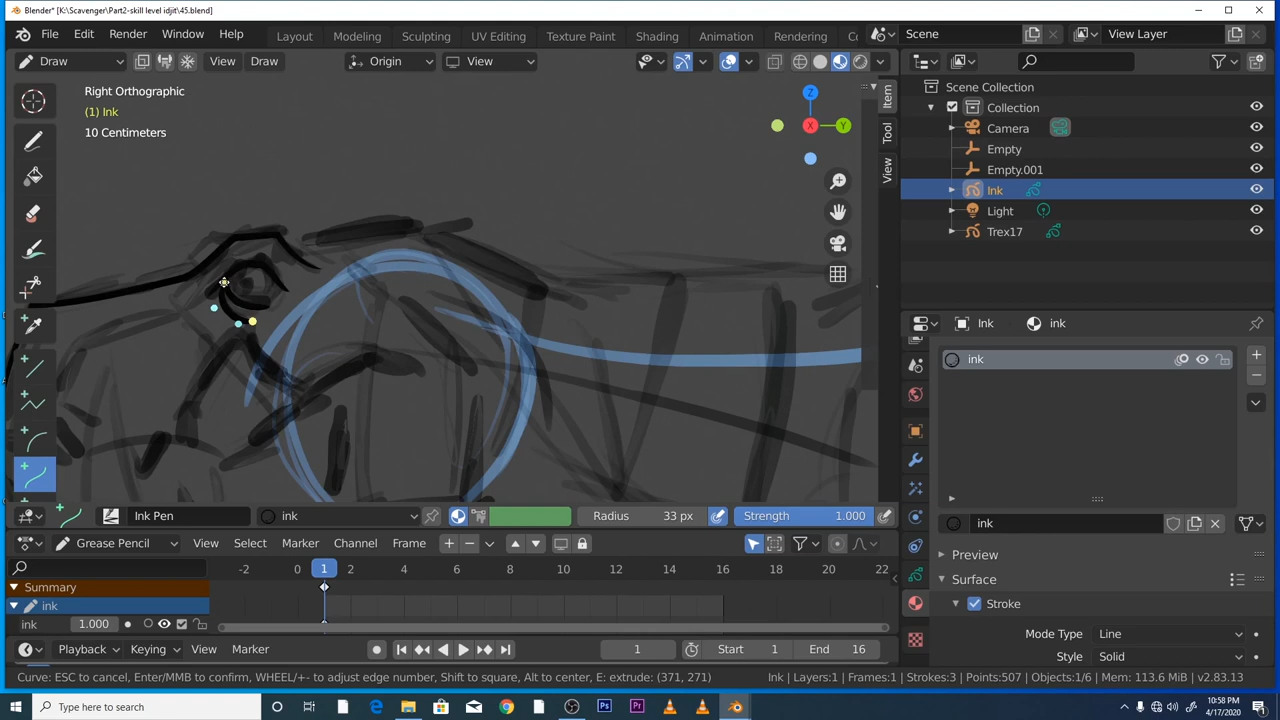 Blender* [K:\Scavenger\Part2-skill level idjit\45.blend]
File Edit Render Window Help Layout Modeling Sculpting UV Editing Texture Paint Shading Animation Rendering Scene View Layer
Draw View Draw Origin View
Right Orthographic
(1) Ink
10 Centimeters
Z
X Y
Item
Tool
View
Scene Collection
Collection
Camera
Empty
Empty.001
Ink
Light
Trex17
Ink ink
ink
ink
Preview
Surface
Stroke
Mode Type Line
Style Solid
Ink Pen ink Radius 33 px Strength 1.000
Grease Pencil View Select Marker Channel Frame
-2 0 1 2 4 6 8 10 12 14 16 18 20 22
Summary
ink
ink 1.000
Playback Keying View Marker 1 Start 1 End 16
Curve: ESC to cancel, Enter/MMB to confirm, WHEEL/+- to adjust edge number, Shift to align, Alt to center, E: extrude: (371, 271) Ink | Layers:1 | Frames:1 | Strokes:3 | Points:507 | Objects:1/6 | Mem: 113.6 MiB | v2.83.13
Type here to search
10:58 PM
4/17/2020